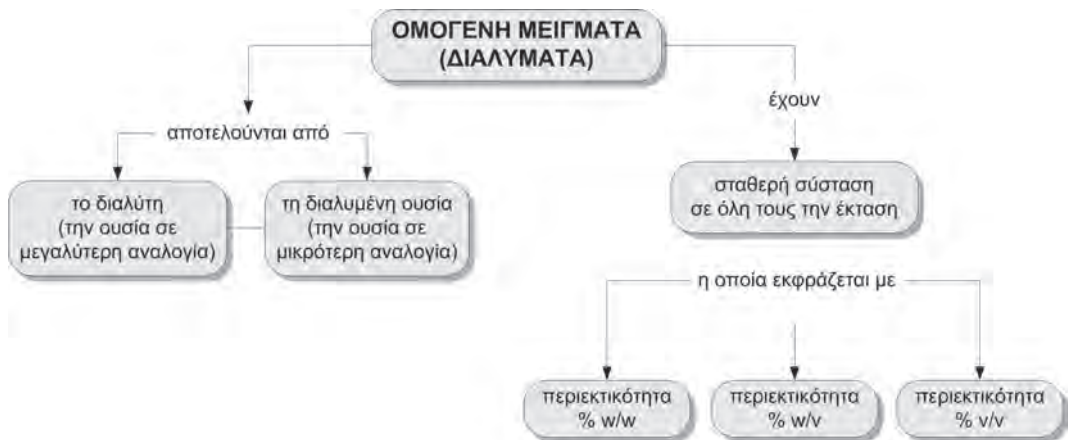 ΟΜΟΓΕΝΗ ΜΕΙΓΜΑΤΑ
(ΔΙΑΛΥΜΑΤΑ)
αποτελούνται από
το διαλύτη
(την ουσία σε
μεγαλύτερη αναλογία)
τη διαλυμένη ουσία
(την ουσία σε
μικρότερη αναλογία)
έχουν
σταθερή σύσταση
σε όλη τους την έκταση
η οποία εκφράζεται με
περιεκτικότητα
% w/w
περιεκτικότητα
% w/v
περιεκτικότητα
% v/v